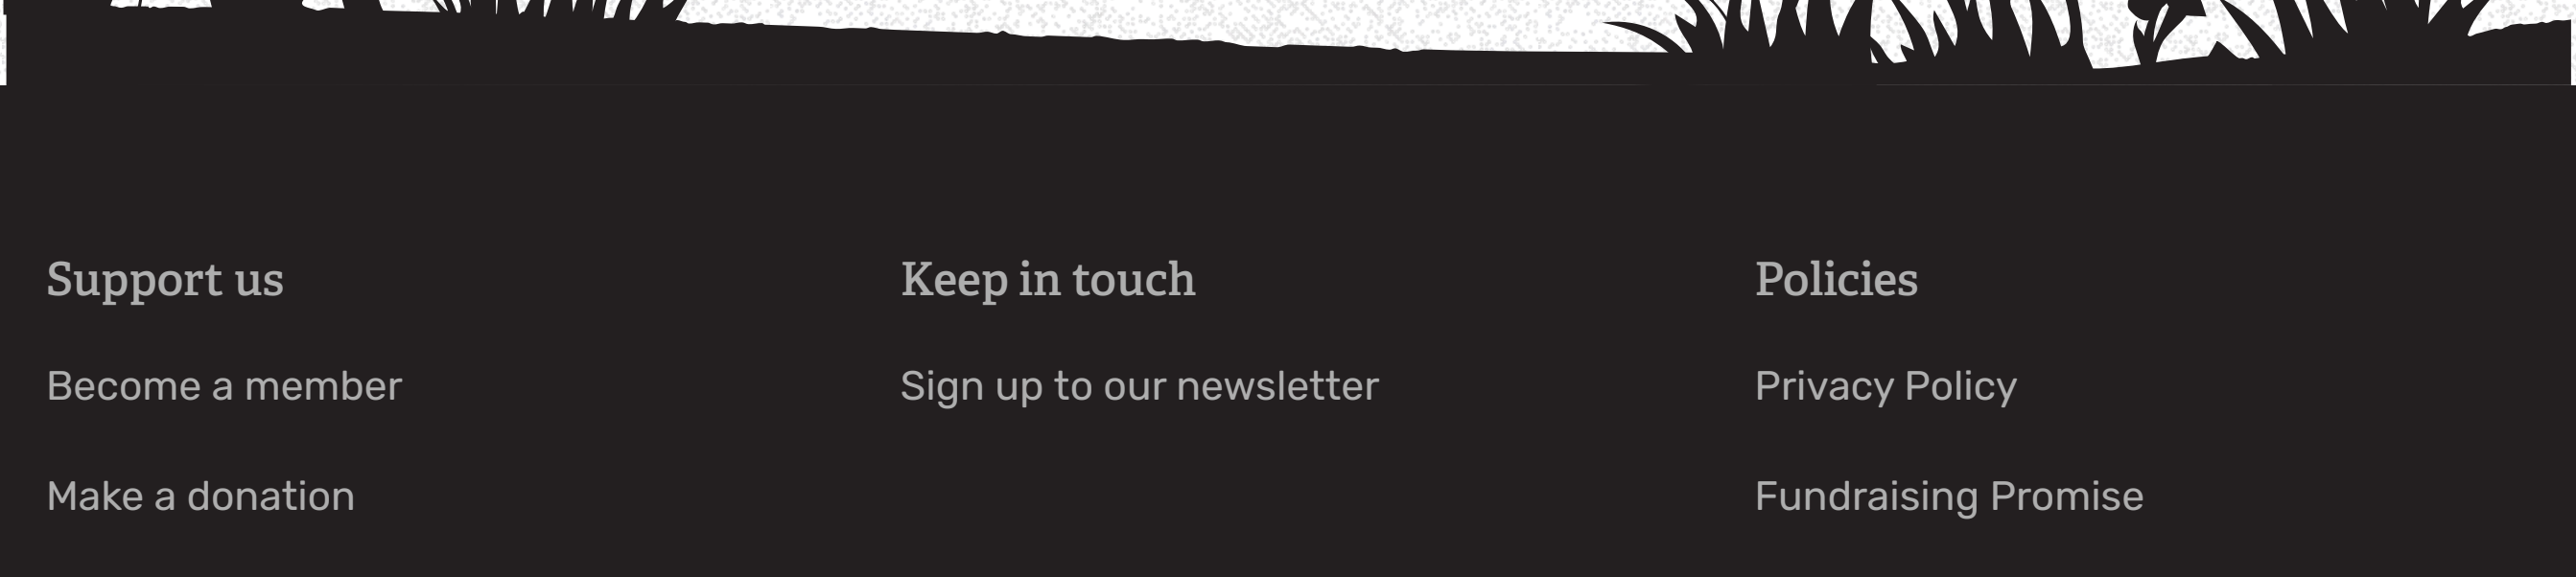 Support us
Become a member
Make a donation
Keep in touch
Sign up to our newsletter
Policies
Privacy Policy
Fundraising Promise